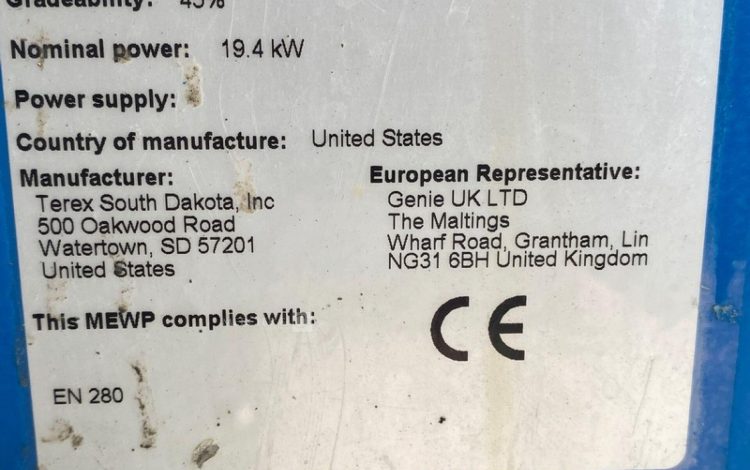 Gradeability: 45%
Nominal power: 19.4 kW
Power supply:
Country of manufacture: United States
Manufacturer:
Terex South Dakota, Inc
500 Oakwood Road
Watertown, SD 57201
United States
European Representative:
Genie UK LTD
The Maltings
Wharf Road, Grantham, Lin
NG31 6BH United Kingdom
This MEWP complies with:
CE
EN 280